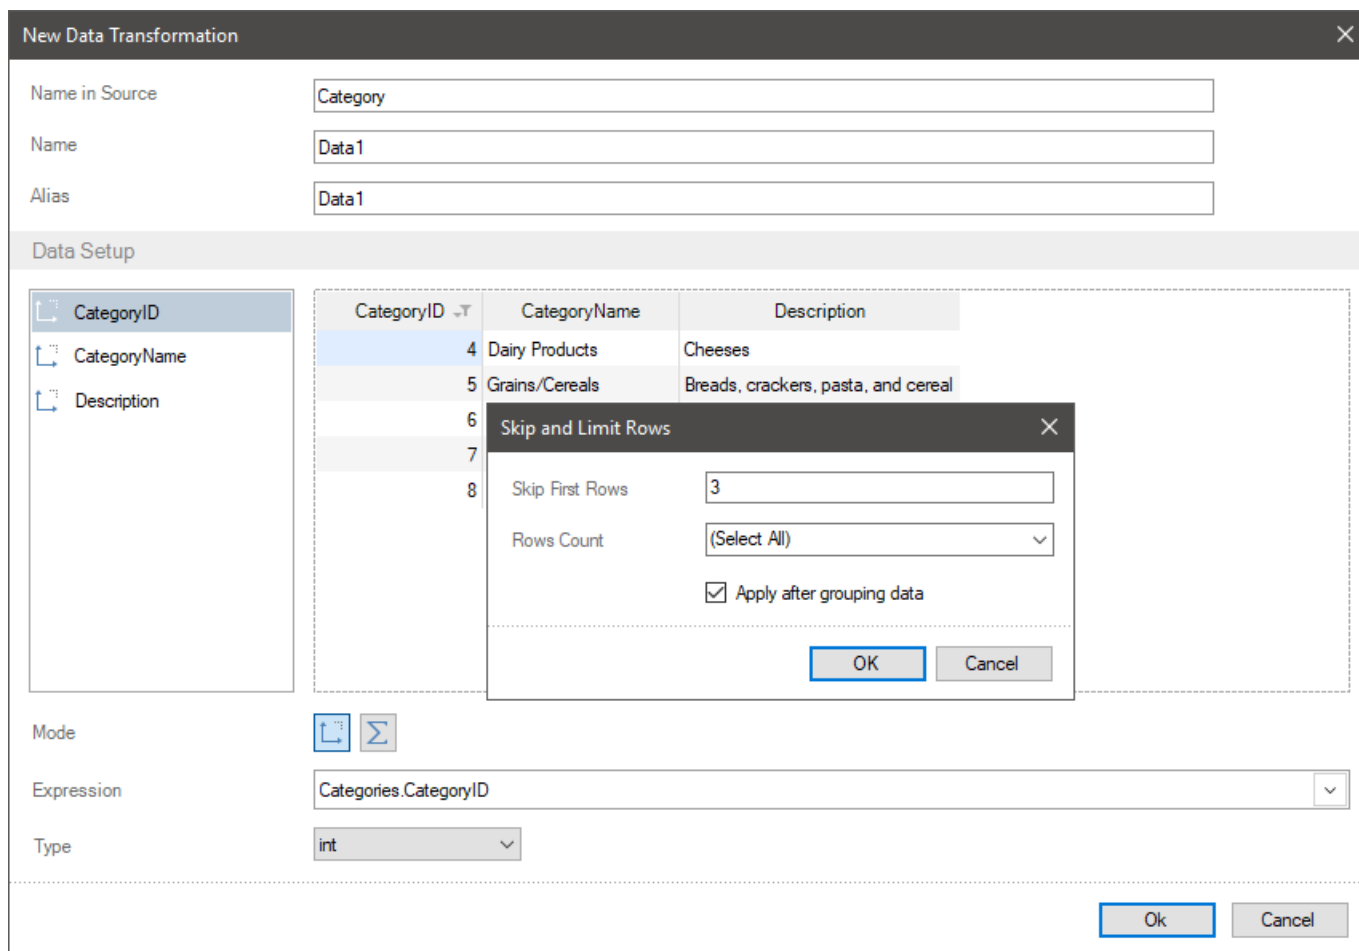 New Data Transformation
Name in Source
Category
Name
Data1
Alias
Data1
Data Setup
CategoryID
CategoryName
Description
CategoryID CategoryName Description
4 Dairy Products Cheeses
5 Grains/Cereals Breads, crackers, pasta, and cereal
6
7
8
Skip and Limit Rows
Skip First Rows
3
Rows Count
(Select All)
Apply after grouping data
OK Cancel
Mode
Σ
Expression
Categories.CategoryID
Type
int
Ok Cancel